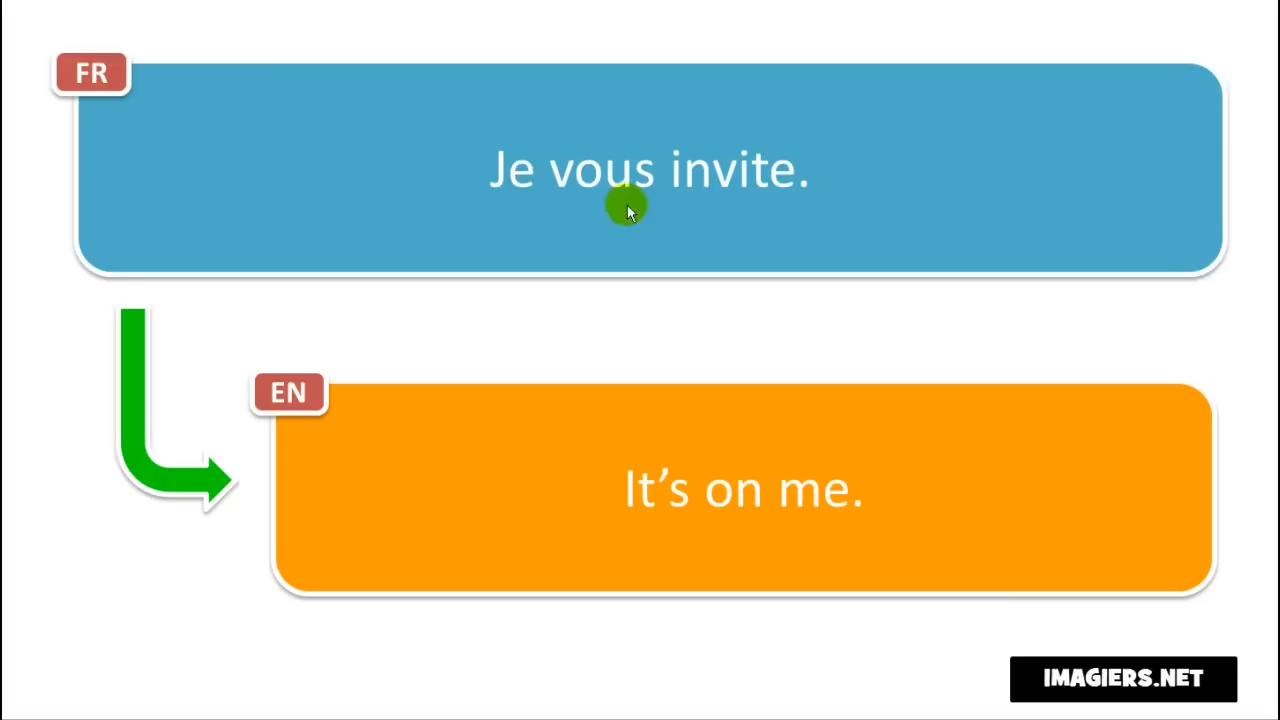 FR
Je vous invite.
EN
It’s on me.
IMAGIERS.NET